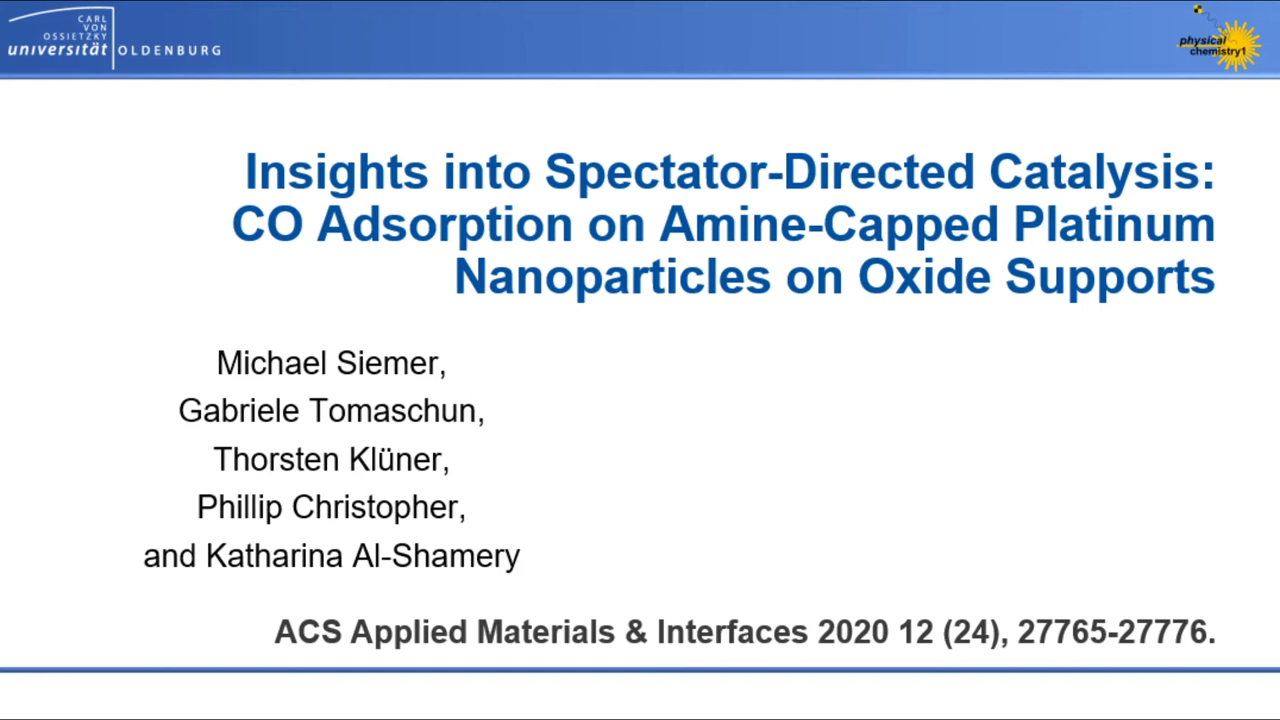 CARL
VON
OSSIETZKY
universität OLDENBURG
physical
chemistry1
Insights into Spectator-Directed Catalysis:
CO Adsorption on Amine-Capped Platinum
Nanoparticles on Oxide Supports
Michael Siemer,
Gabriele Tomaschun,
Thorsten Klüner,
Phillip Christopher,
and Katharina Al-Shamery
ACS Applied Materials & Interfaces 2020 12 (24), 27765-27776.